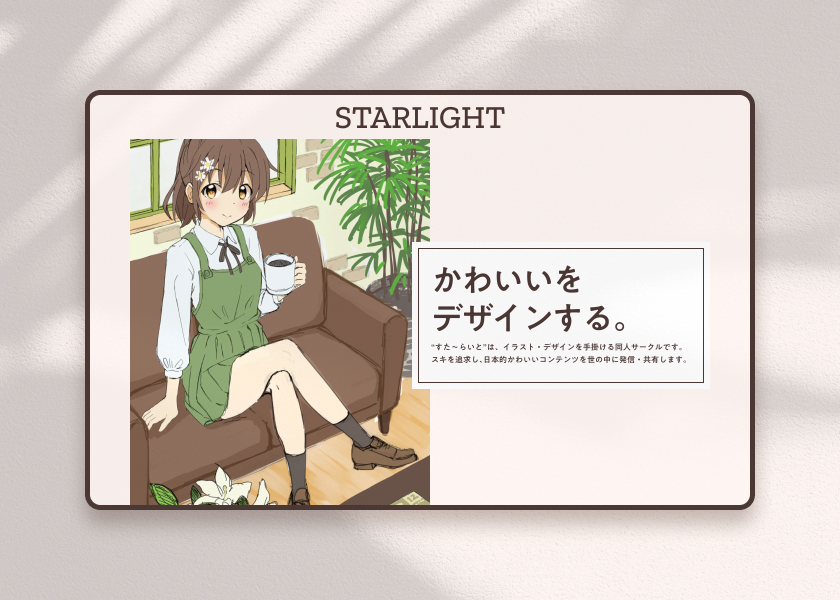 STARLIGHT
かわいいを
デザインする。
“すた〜らいと”は、イラスト・デザインを手掛ける同人サークルです。
スキを追求し、日本的かわいいコンテンツを世の中に発信・共有します。